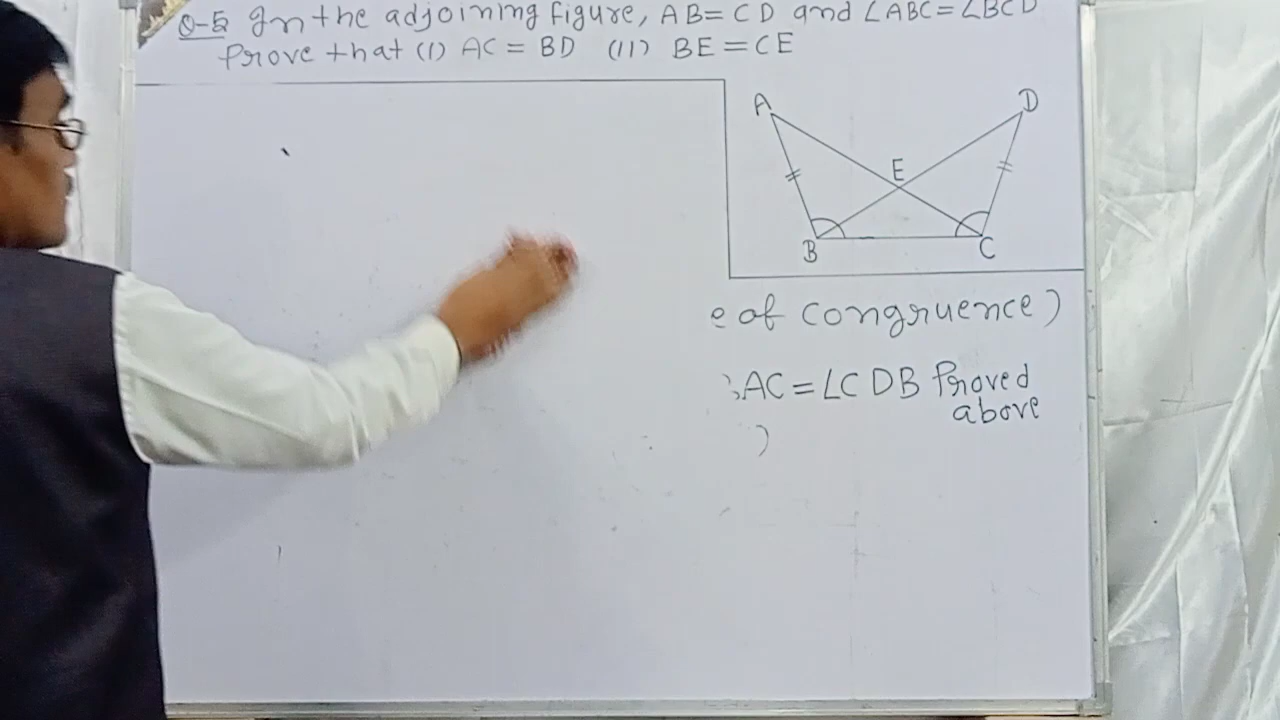 Q-5 In the adjoining figure, AB = CD and ∠ABC = ∠BCD
Prove that (I) AC = BD (II) BE = CE
A
D
E
B
C
e of congruence)
AC = ∠CDB Proved
above
)